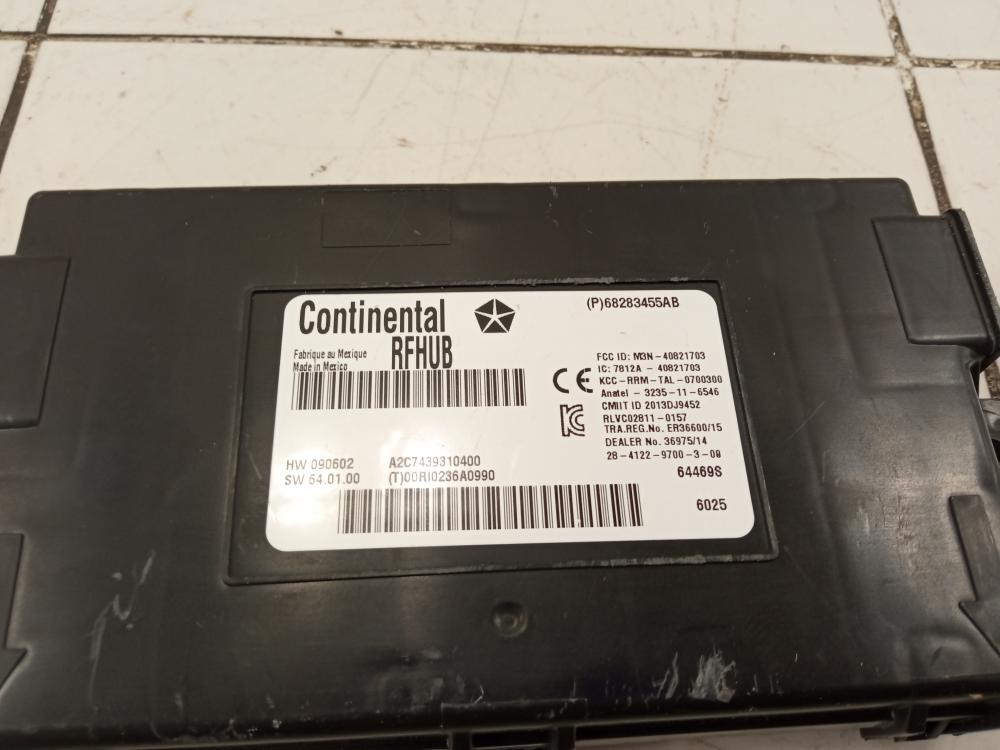 Continental
RFHUB
(P)68283455AB
Fabrique au Mexique
Made in Mexico
FCC ID: M3N-40821703
IC: 7812A-40821703
KCC-RRM-TAL-0700300
Anatel-3235-11-6546
CMIIT ID 2013DJ9452
RLVC02811-0157
TRA.REG.No. ER36600/15
DEALER No. 36975/14
28-4122-9700-3-00
HW 090602
SW 54.01.00
A2C7439310400
(T)00RI0236A0990
64469S
6025